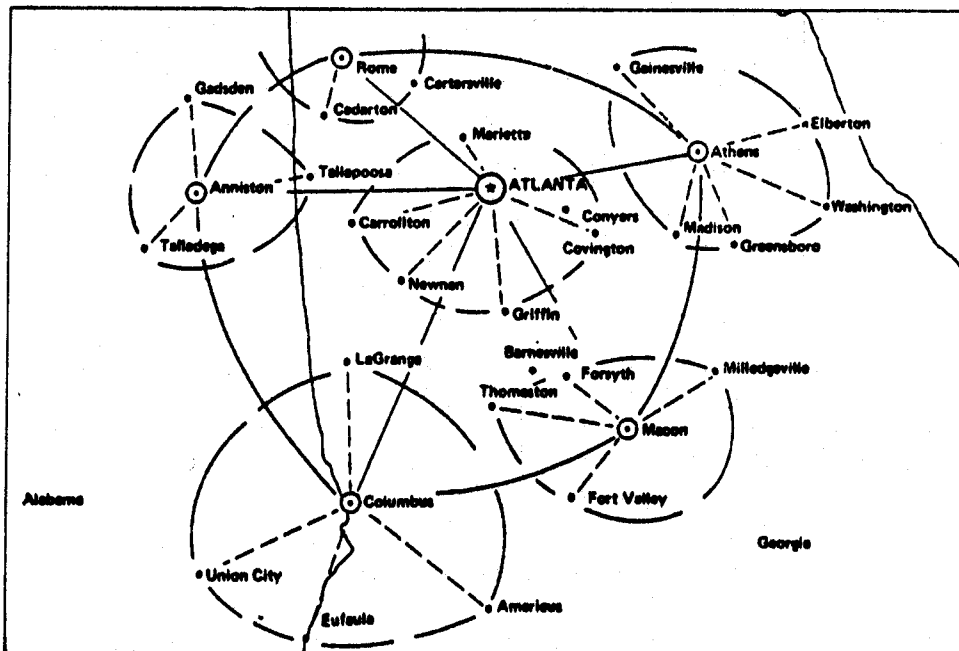 Rome
Gainesville
Cartersville
Gadsden
Cedarton
Elberton
Marietta
Athens
Tallapoosa
ATLANTA
Anniston
Conyers
Washington
Carrollton
Madison
Covington
Greensboro
Talladega
Newnan
Griffin
Barnesville
LaGrange
Forsyth
Milledgeville
Thomaston
Macon
Alabama
Columbus
Fort Valley
Georgia
Union City
Americus
Eufaula